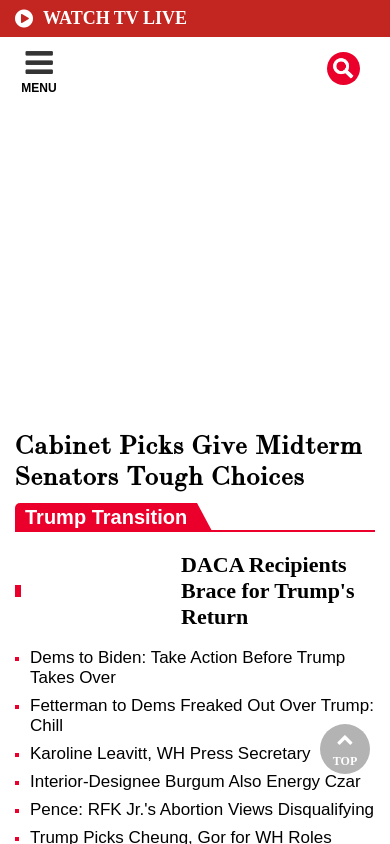 WATCH TV LIVE
MENU
Cabinet Picks Give Midterm
Senators Tough Choices
Trump Transition
DACA Recipients
Brace for Trump's
Return
Dems to Biden: Take Action Before Trump
Takes Over
Fetterman to Dems Freaked Out Over Trump:
Chill
Karoline Leavitt, WH Press Secretary
TOP
Interior-Designee Burgum Also Energy Czar
Pence: RFK Jr.'s Abortion Views Disqualifying
Trump Picks Cheung, Gor for WH Roles